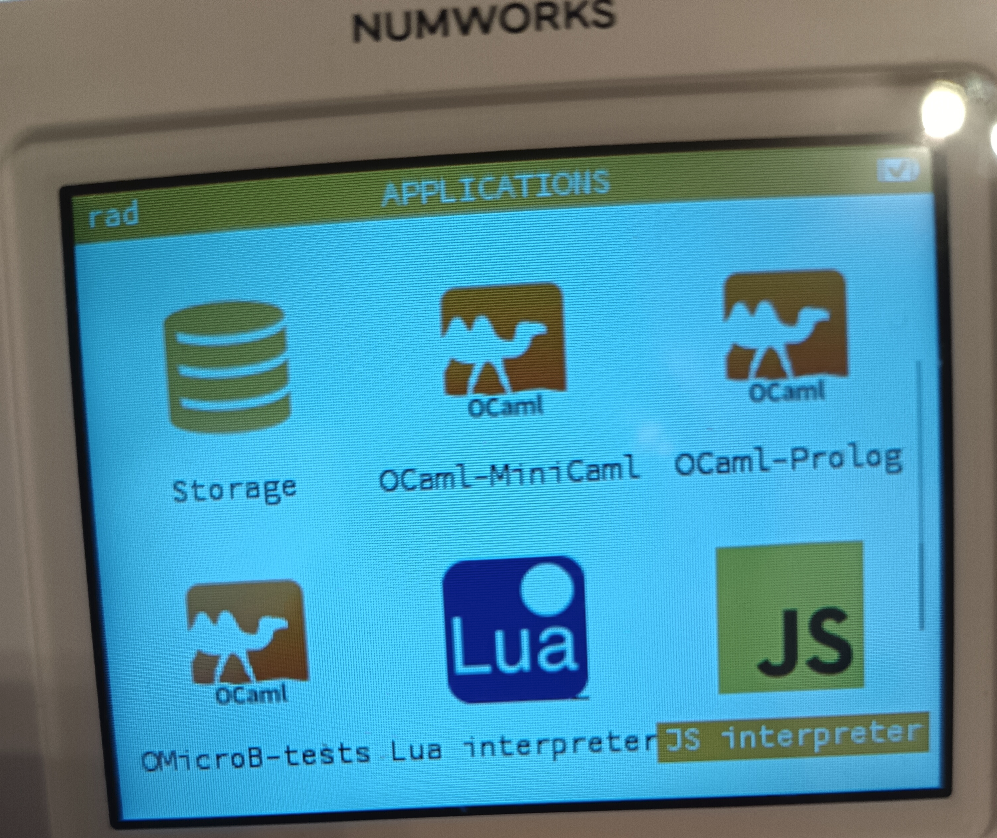 NUMWORKS
rad APPLICATIONS
OCaml OCaml
Storage OCaml-MiniCaml OCaml-Prolog
OCaml Lua JS
OMicroB-tests Lua interpreter JS interpreter